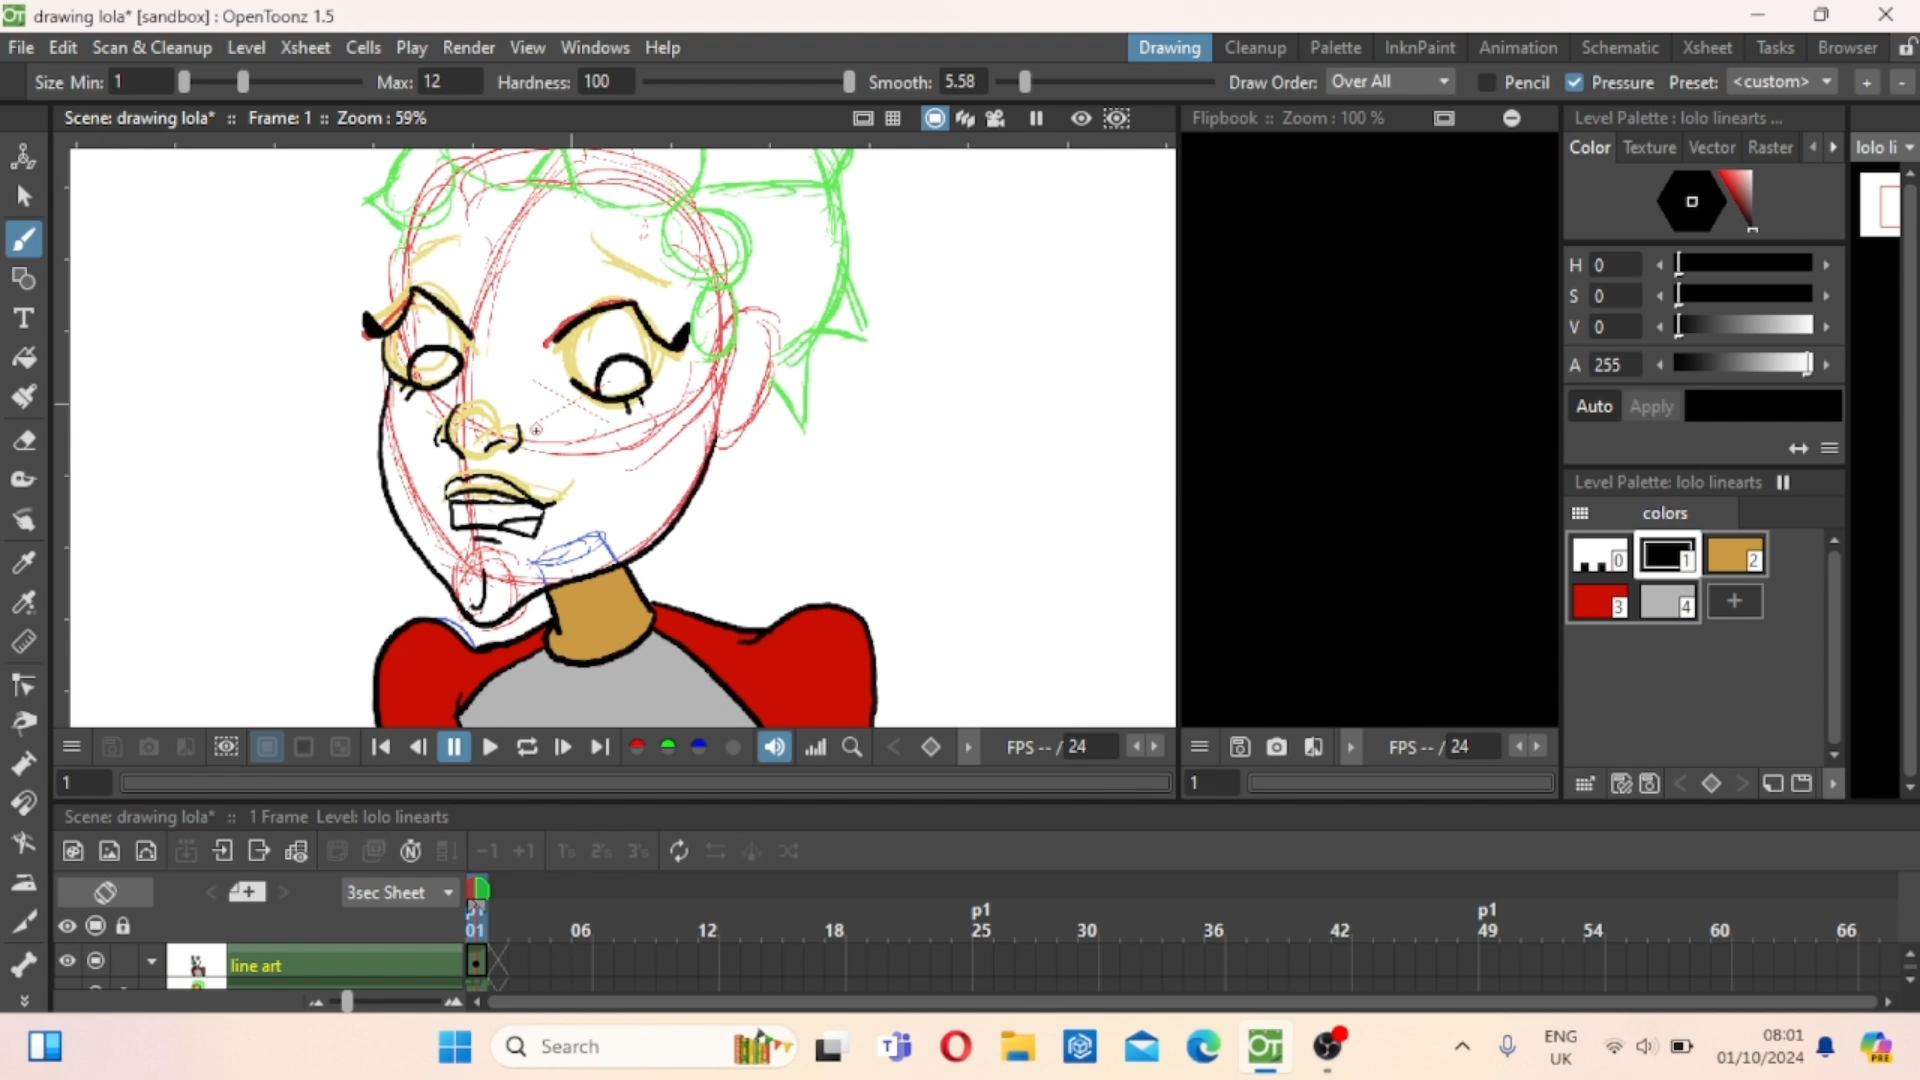 drawing lola* [sandbox] : OpenToonz 1.5
File Edit Scan & Cleanup Level Xsheet Cells Play Render View Windows Help
Drawing Cleanup Palette InknPaint Animation Schematic Xsheet Tasks Browser
Size Min: 1 Max: 12 Hardness: 100 Smooth: 5.58 Draw Order: Over All Pencil Pressure Preset: <custom> + -
Scene: drawing lola* :: Frame: 1 :: Zoom : 59%
Flipbook :: Zoom : 100 %
Level Palette : lolo linearts ...
Color Texture Vector Raster
lolo li
H 0
S 0
V 0
A 255
Auto Apply
Level Palette: lolo linearts
colors
0 1 2
3 4 +
FPS -- / 24
FPS -- / 24
1
1
Scene: drawing lola* :: 1 Frame Level: lolo linearts
-1 +1 1's 2's 3's
3sec Sheet
p1 p1
01 06 12 18 25 30 36 42 49 54 60 66
line art
Search
ENG
UK
08:01
01/10/2024
PRE